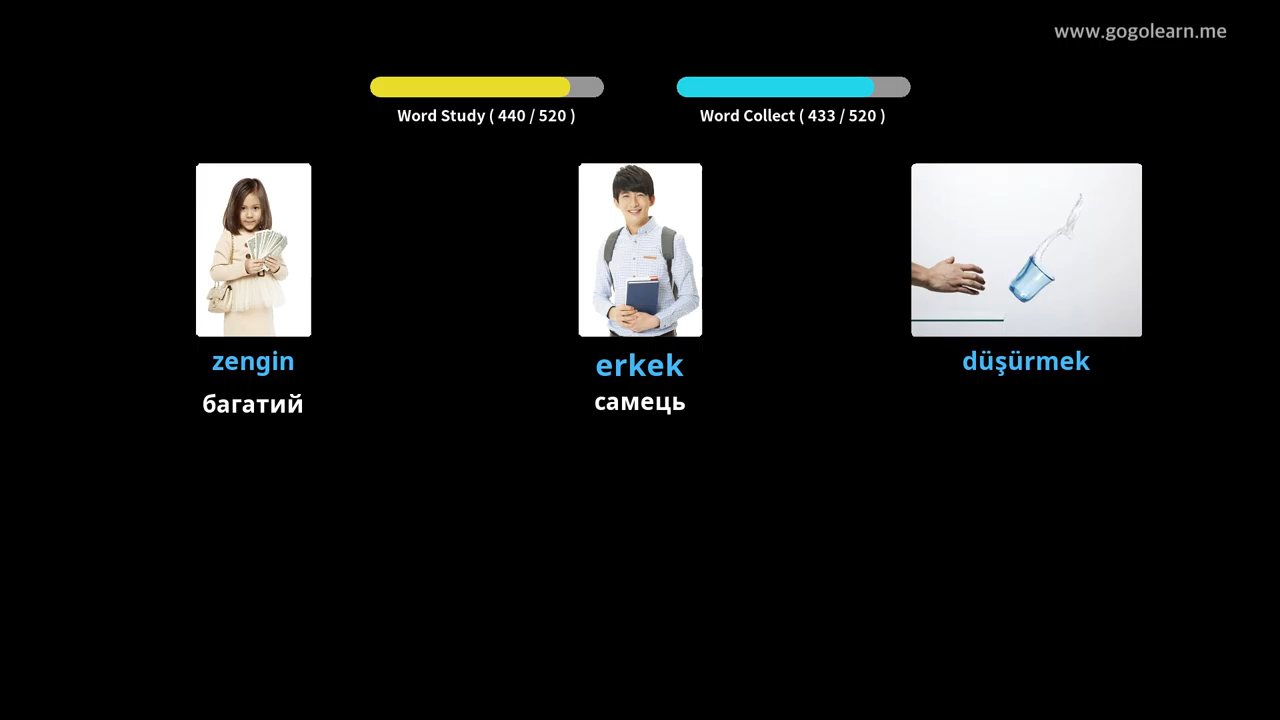 www.gogolearn.me
Word Study ( 440 / 520 )
Word Collect ( 433 / 520 )
zengin
erkek
düşürmek
багатий
самець